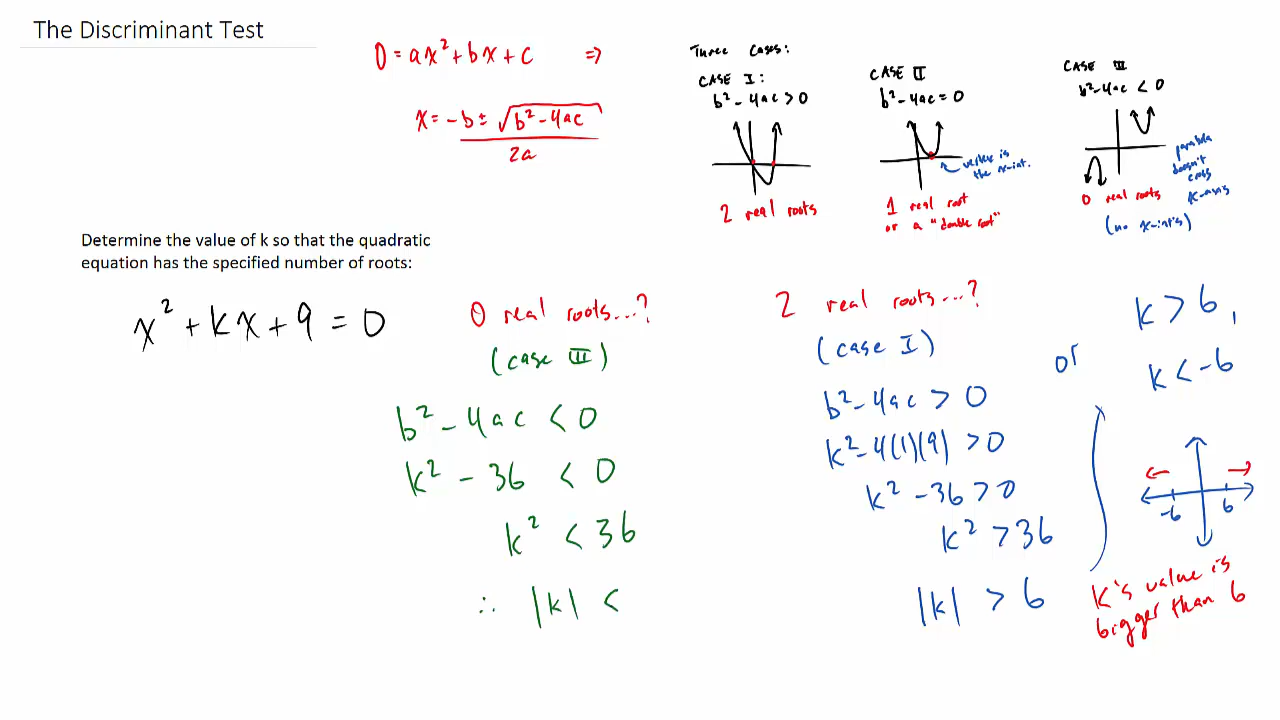 The Discriminant Test
0 = ax² + bx + c ⇒
x = -b ± √b² - 4ac
2a
Three Cases:
CASE I:
b² - 4ac > 0
2 real roots
CASE II
b² - 4ac = 0
vertex is
the x-int.
1 real root
or a "double root"
CASE III
b² - 4ac < 0
parabola
doesn't
cross
x-axis
0 real roots
(no x-int's)
Determine the value of k so that the quadratic
equation has the specified number of roots:
x² + kx + 9 = 0
0 real roots...?
(case III)
b² - 4ac < 0
k² - 36 < 0
k² < 36
∴ |k| <
2 real roots...?
(case I)
b² - 4ac > 0
k² - 4(1)(9) > 0
k² - 36 > 0
k² > 36
|k| > 6
or
k > 6,
k < -6
-6 6
k's value is
bigger than 6